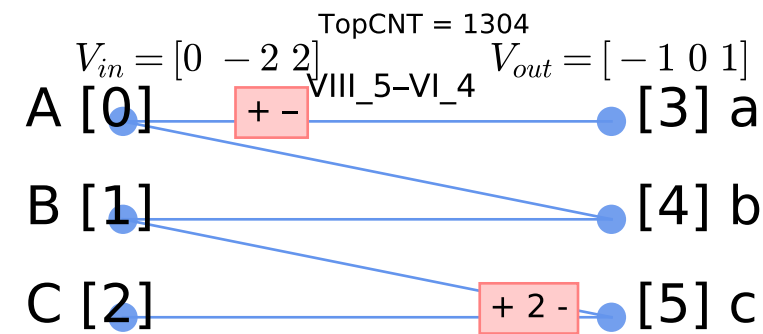 TopCNT = 1304
V_in = [0 −2 2] V_out = [−1 0 1]
VIII_5–VI_4
A [0] + – [3] a
B [1] [4] b
C [2] + 2 - [5] c